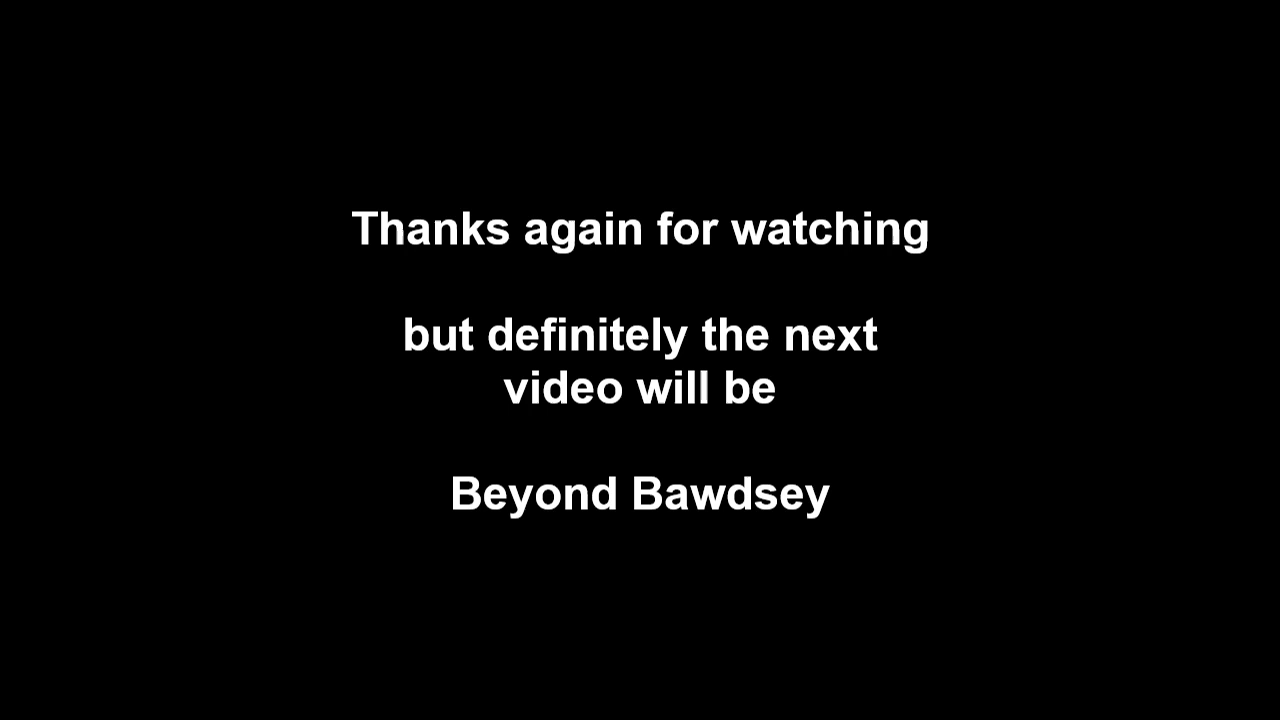 Thanks again for watching
but definitely the next
video will be
Beyond Bawdsey